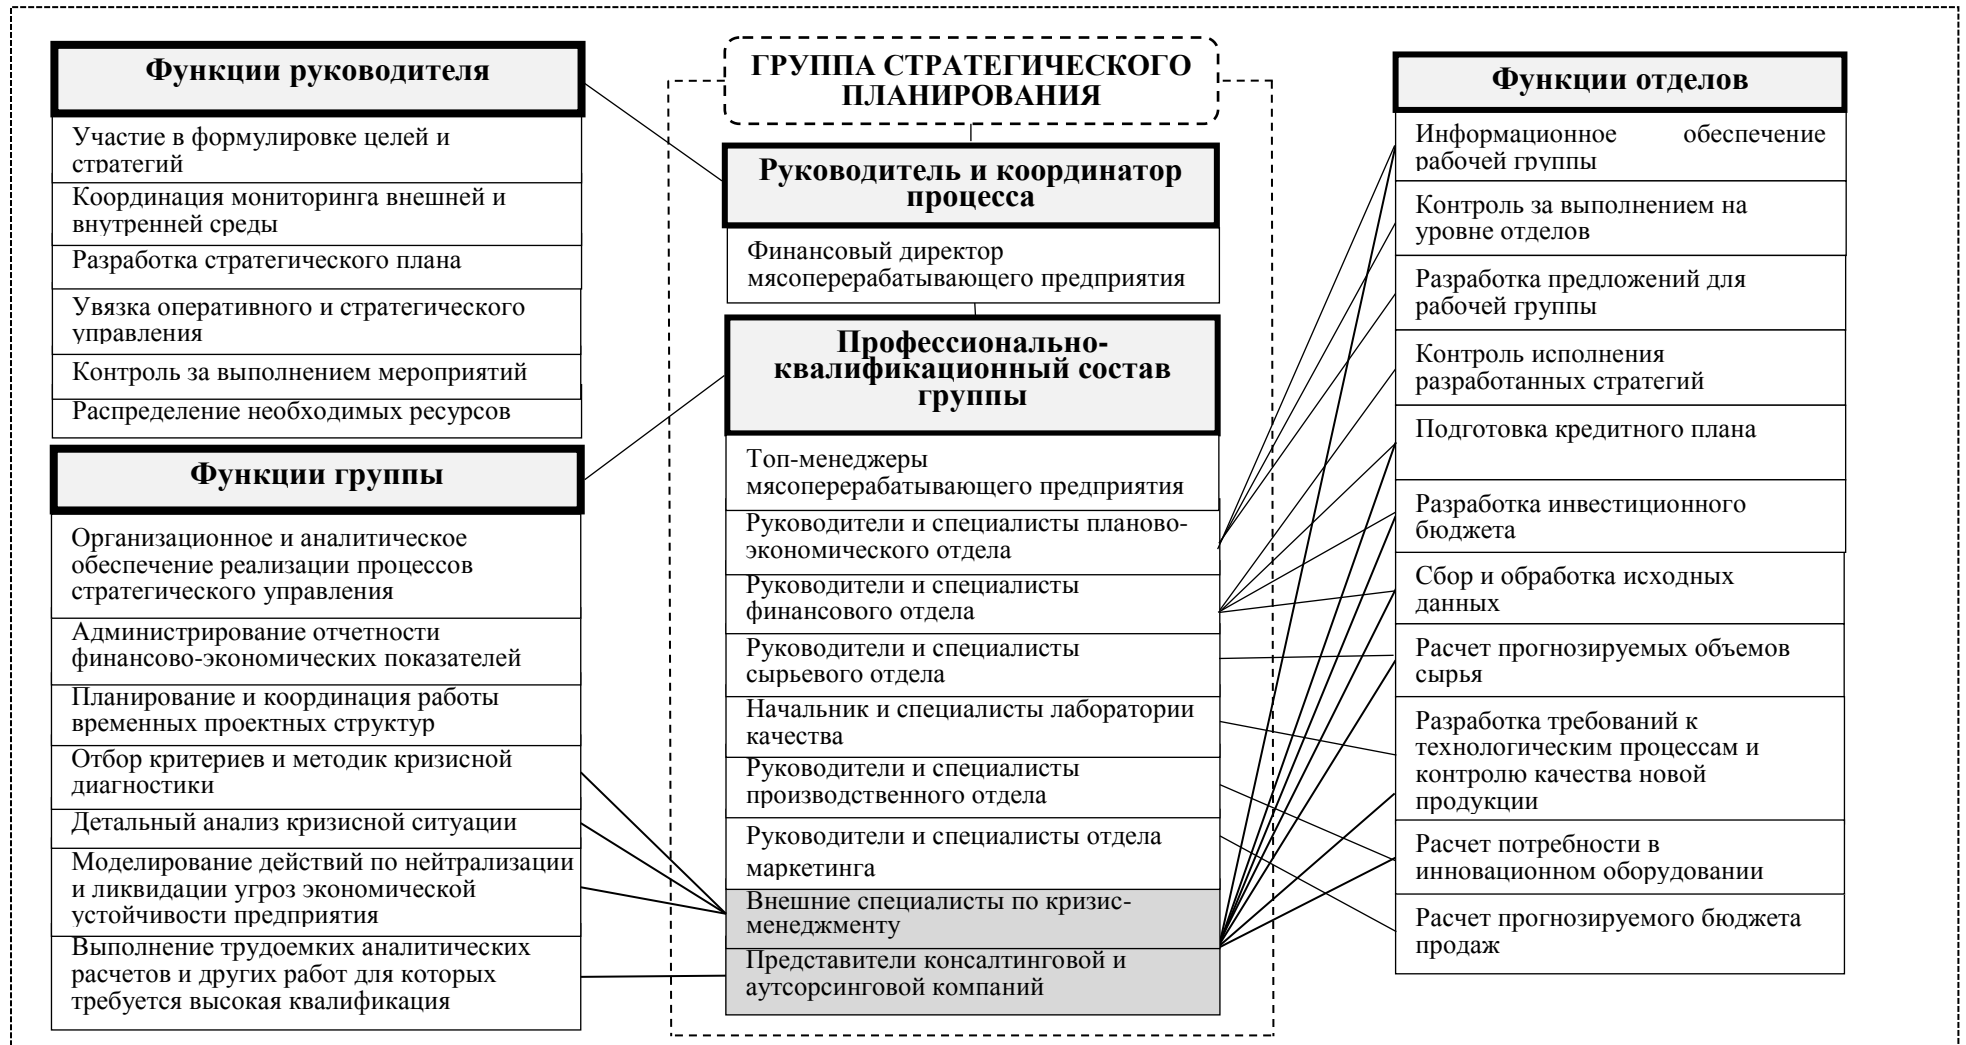 Функции руководителя
Участие в формулировке целей и
стратегий
Координация мониторинга внешней и
внутренней среды
Разработка стратегического плана
Увязка оперативного и стратегического
управления
Контроль за выполнением мероприятий
Распределение необходимых ресурсов
Функции группы
Организационное и аналитическое
обеспечение реализации процессов
стратегического управления
Администрирование отчетности
финансово-экономических показателей
Планирование и координация работы
временных проектных структур
Отбор критериев и методик кризисной
диагностики
Детальный анализ кризисной ситуации
Моделирование действий по нейтрализации
и ликвидации угроз экономической
устойчивости предприятия
Выполнение трудоемких аналитических
расчетов и других работ для которых
требуется высокая квалификация
ГРУППА СТРАТЕГИЧЕСКОГО
ПЛАНИРОВАНИЯ
Руководитель и координатор
процесса
Финансовый директор
мясоперерабатывающего предприятия
Профессионально-
квалификационный состав
группы
Топ-менеджеры
мясоперерабатывающего предприятия
Руководители и специалисты планово-
экономического отдела
Руководители и специалисты
финансового отдела
Руководители и специалисты
сырьевого отдела
Начальник и специалисты лаборатории
качества
Руководители и специалисты
производственного отдела
Руководители и специалисты отдела
маркетинга
Внешние специалисты по кризис-
менеджменту
Представители консалтинговой и
аутсорсинговой компаний
Функции отделов
Информационное обеспечение
рабочей группы
Контроль за выполнением на
уровне отделов
Разработка предложений для
рабочей группы
Контроль исполнения
разработанных стратегий
Подготовка кредитного плана
Разработка инвестиционного
бюджета
Сбор и обработка исходных
данных
Расчет прогнозируемых объемов
сырья
Разработка требований к
технологическим процессам и
контролю качества новой
продукции
Расчет потребности в
инновационном оборудовании
Расчет прогнозируемого бюджета
продаж